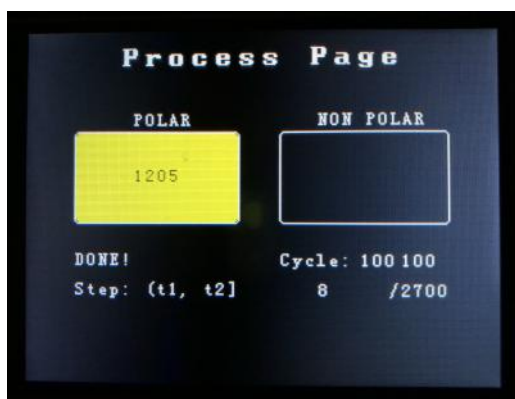 Process Page
POLAR NON POLAR
1205
DONE! Cycle: 100 100
Step: (t1, t2] 8 /2700